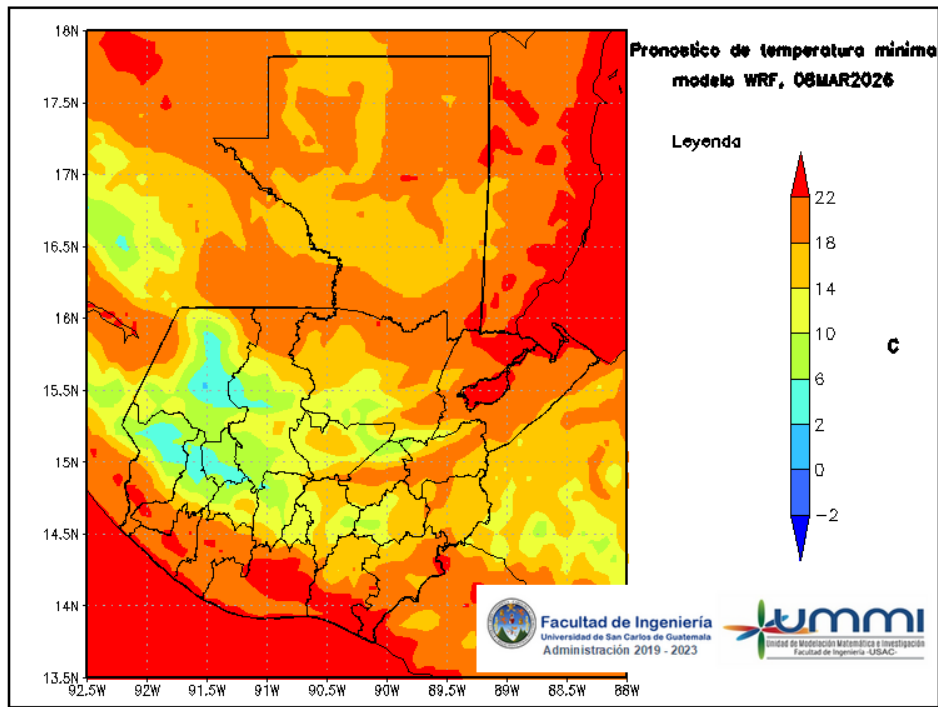 Pronostico de temperatura minima
modelo WRF, 08MAR2026
Leyenda
22
18
14
10
6
2
0
−2
C
18N
17.5N
17N
16.5N
16N
15.5N
15N
14.5N
14N
13.5N
92.5W
92W
91.5W
91W
90.5W
90W
89.5W
89W
88.5W
88W
Facultad de Ingeniería
Universidad de San Carlos de Guatemala
Administración 2019 - 2023
ummi
Unidad de Modelación Matemática e Investigación
Facultad de Ingeniería -USAC-